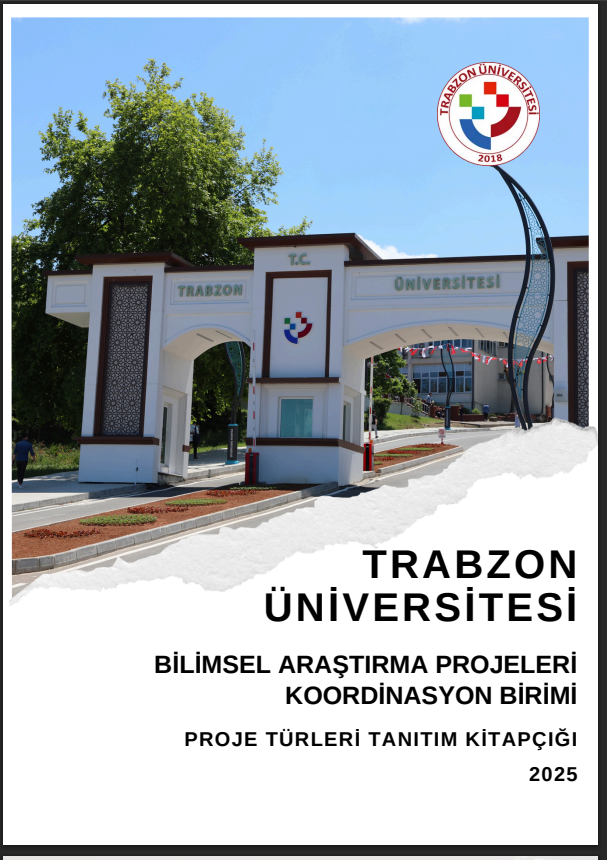 TRABZON ÜNİVERSİTESİ
2018
T.C.
TRABZON
ÜNİVERSİTESİ
TRABZON
ÜNİVERSİTESİ
BİLİMSEL ARAŞTIRMA PROJELERİ
KOORDİNASYON BİRİMİ
PROJE TÜRLERİ TANITIM KİTAPÇIĞI
2025